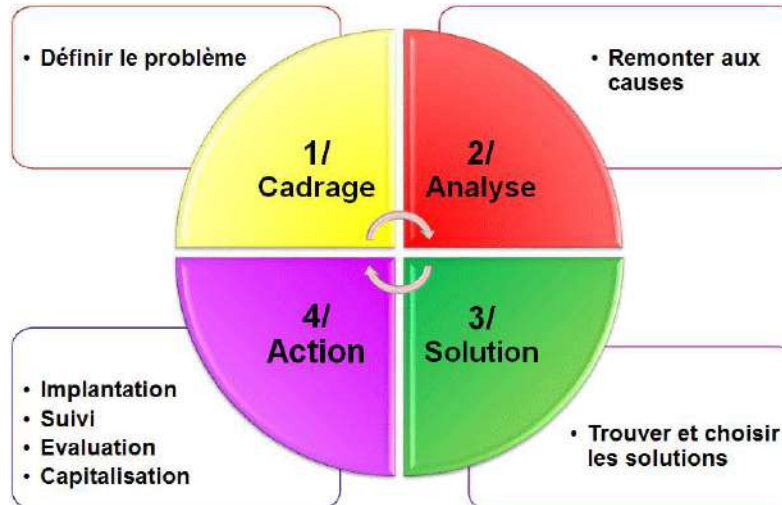 • Définir le problème
• Remonter aux
causes
1/
Cadrage
2/
Analyse
4/
Action
3/
Solution
• Implantation
• Suivi
• Evaluation
• Capitalisation
• Trouver et choisir
les solutions